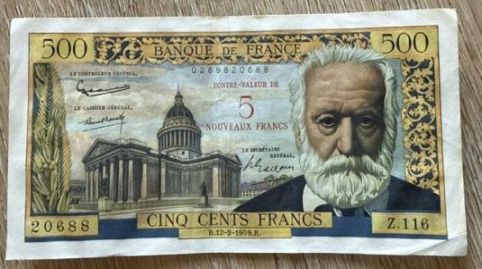 500 BANQUE DE FRANCE 500
0289820688
LE CONTROLEUR GÉNÉRAL,
CONTRE-VALEUR DE
5
NOUVEAUX FRANCS
LE CAISSIER GÉNÉRAL,
LE SECRÉTAIRE
GÉNÉRAL,
20688
CINQ CENTS FRANCS
Z.116
B.12-2-1959.B.